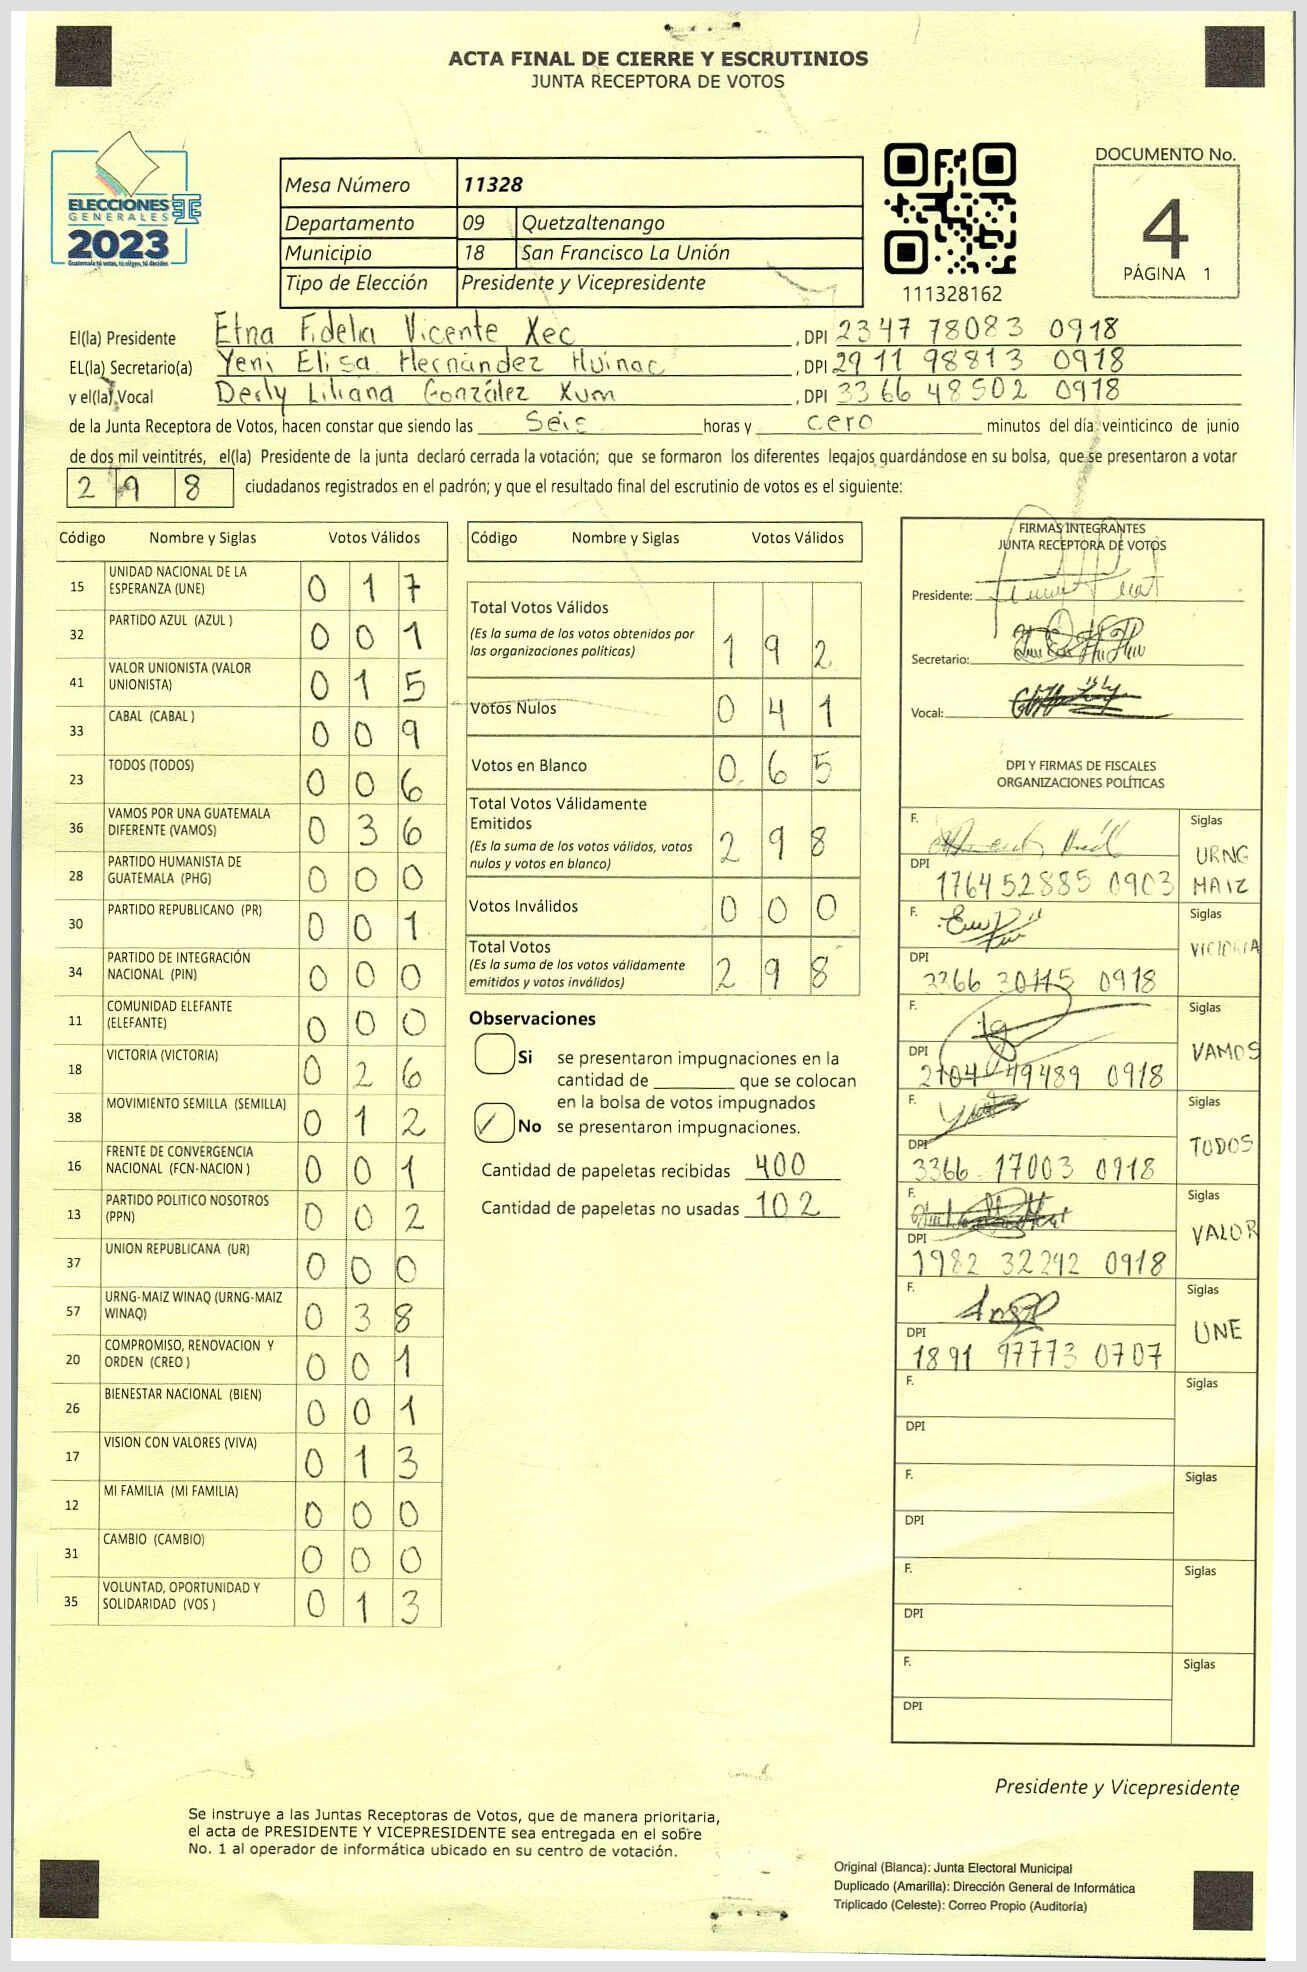 ACTA FINAL DE CIERRE Y ESCRUTINIOS
JUNTA RECEPTORA DE VOTOS
ELECCIONES
GENERALES
2023
Guatemala tú votas, tú eliges, tú decides
Mesa Número 11328
Departamento 09 Quetzaltenango
Municipio 18 San Francisco La Unión
Tipo de Elección Presidente y Vicepresidente
111328162
DOCUMENTO No.
4
PÁGINA 1
El(la) Presidente Etna Fidelia Vicente Xec, DPI 2347 78083 0918
EL(la) Secretario(a) Yeni Elisa Hernández Huinac, DPI 2911 98813 0918
y el(la) Vocal Derly Liliana González Xum, DPI 3366 48502 0918
de la Junta Receptora de Votos, hacen constar que siendo las Seis horas y cero minutos del día veinticinco de junio
de dos mil veintitrés, el(la) Presidente de la junta declaró cerrada la votación; que se formaron los diferentes legajos guardándose en su bolsa, que se presentaron a votar
298 ciudadanos registrados en el padrón; y que el resultado final del escrutinio de votos es el siguiente:
Código Nombre y Siglas Votos Válidos
15 UNIDAD NACIONAL DE LA ESPERANZA (UNE) 0 1 7
32 PARTIDO AZUL (AZUL ) 0 0 1
41 VALOR UNIONISTA (VALOR UNIONISTA) 0 1 5
33 CABAL (CABAL ) 0 0 9
23 TODOS (TODOS) 0 0 6
36 VAMOS POR UNA GUATEMALA DIFERENTE (VAMOS) 0 3 6
28 PARTIDO HUMANISTA DE GUATEMALA (PHG) 0 0 0
30 PARTIDO REPUBLICANO (PR) 0 0 1
34 PARTIDO DE INTEGRACIÓN NACIONAL (PIN) 0 0 0
11 COMUNIDAD ELEFANTE (ELEFANTE) 0 0 0
18 VICTORIA (VICTORIA) 0 2 6
38 MOVIMIENTO SEMILLA (SEMILLA) 0 1 2
16 FRENTE DE CONVERGENCIA NACIONAL (FCN-NACION ) 0 0 1
13 PARTIDO POLITICO NOSOTROS (PPN) 0 0 2
37 UNION REPUBLICANA (UR) 0 0 0
57 URNG-MAIZ WINAQ (URNG-MAIZ WINAQ) 0 3 8
20 COMPROMISO, RENOVACION Y ORDEN (CREO ) 0 0 1
26 BIENESTAR NACIONAL (BIEN) 0 0 1
17 VISION CON VALORES (VIVA) 0 1 3
12 MI FAMILIA (MI FAMILIA) 0 0 0
31 CAMBIO (CAMBIO) 0 0 0
35 VOLUNTAD, OPORTUNIDAD Y SOLIDARIDAD (VOS ) 0 1 3
Código Nombre y Siglas Votos Válidos
Total Votos Válidos
(Es la suma de los votos obtenidos por
las organizaciones políticas) 1 9 2
Votos Nulos 0 4 1
Votos en Blanco 0 6 5
Total Votos Válidamente
Emitidos
(Es la suma de los votos válidos, votos
nulos y votos en blanco) 2 9 8
Votos Inválidos 0 0 0
Total Votos
(Es la suma de los votos válidamente
emitidos y votos inválidos) 2 9 8
Observaciones
Si se presentaron impugnaciones en la
cantidad de ________ que se colocan
en la bolsa de votos impugnados
No se presentaron impugnaciones.
Cantidad de papeletas recibidas 400
Cantidad de papeletas no usadas 102
FIRMAS INTEGRANTES
JUNTA RECEPTORA DE VOTOS
Presidente:
Secretario:
Vocal:
DPI Y FIRMAS DE FISCALES
ORGANIZACIONES POLÍTICAS
F. Siglas
URNG
DPI 1764 52885 0903 MAIZ
F. Siglas
VICTORIA
DPI 3366 30115 0918
F. Siglas
VAMOS
DPI 2104 49489 0918
F. Siglas
TODOS
DPI 3366 17003 0918
F. Siglas
VALOR
DPI 1982 32292 0918
F. Siglas
UNE
DPI 1891 97773 0707
F. Siglas
DPI
F. Siglas
DPI
F. Siglas
DPI
F. Siglas
DPI
Presidente y Vicepresidente
Se instruye a las Juntas Receptoras de Votos, que de manera prioritaria,
el acta de PRESIDENTE Y VICEPRESIDENTE sea entregada en el sobre
No. 1 al operador de informática ubicado en su centro de votación.
Original (Blanca): Junta Electoral Municipal
Duplicado (Amarilla): Dirección General de Informática
Triplicado (Celeste): Correo Propio (Auditoría)